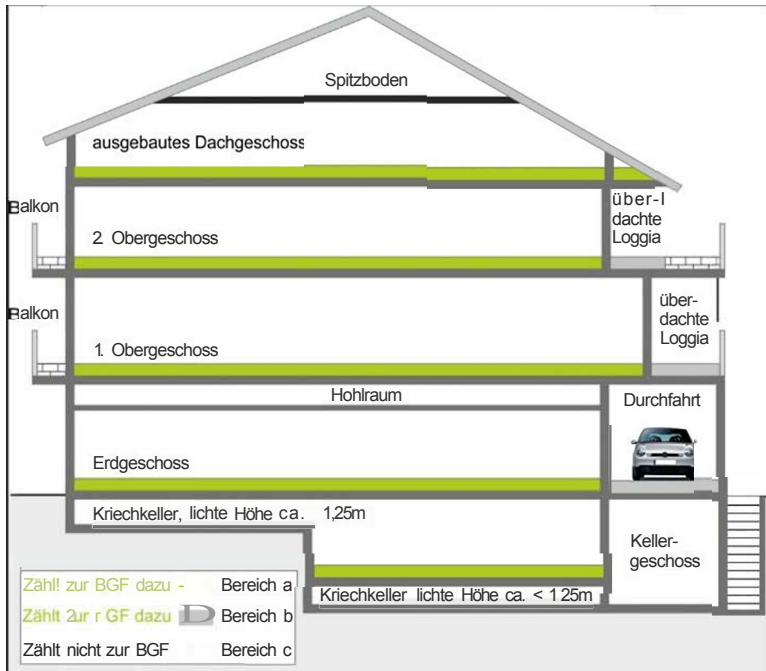 Spitzboden
ausgebautes Dachgeschoss
Balkon
über-l
dachte
Loggia
2. Obergeschoss
Balkon
über-
dachte
Loggia
1. Obergeschoss
Hohlraum
Durchfahrt
Erdgeschoss
Kriechkeller, lichte Höhe ca. 1,25m
Keller-
geschoss
Zähl! zur BGF dazu - Bereich a
Kriechkeller lichte Höhe ca. < 1 25m
Zählt 2ur r GF dazu D Bereich b
Zählt nicht zur BGF Bereich c